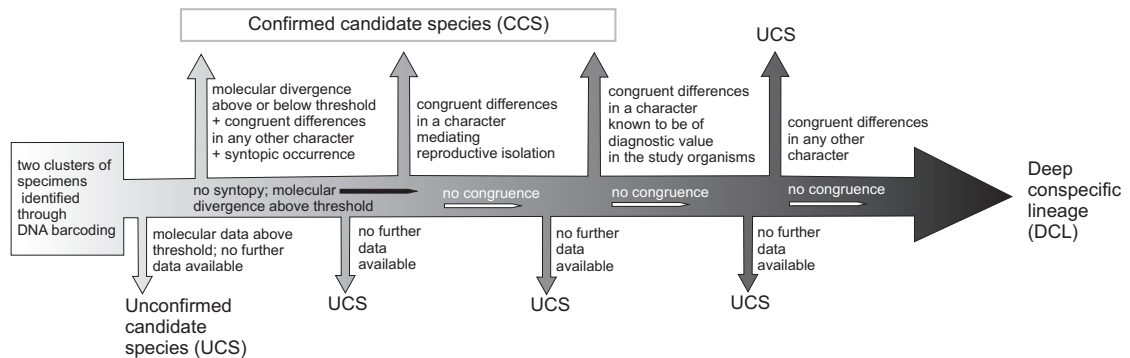 Confirmed candidate species (CCS)
UCS
molecular divergence
above or below threshold
+ congruent differences
in any other character
+ syntopic occurrence
congruent differences
in a character
mediating
reproductive isolation
congruent differences
in a character
known to be of
diagnostic value
in the study organisms
congruent differences
in any other
character
two clusters of
specimens
identified
through
DNA barcoding
no syntopy; molecular
divergence above threshold
no congruence
no congruence
no congruence
Deep
conspecific
lineage
(DCL)
molecular data above
threshold; no further
data available
no further
data
available
no further
data
available
no further
data
available
Unconfirmed
candidate
species (UCS)
UCS
UCS
UCS